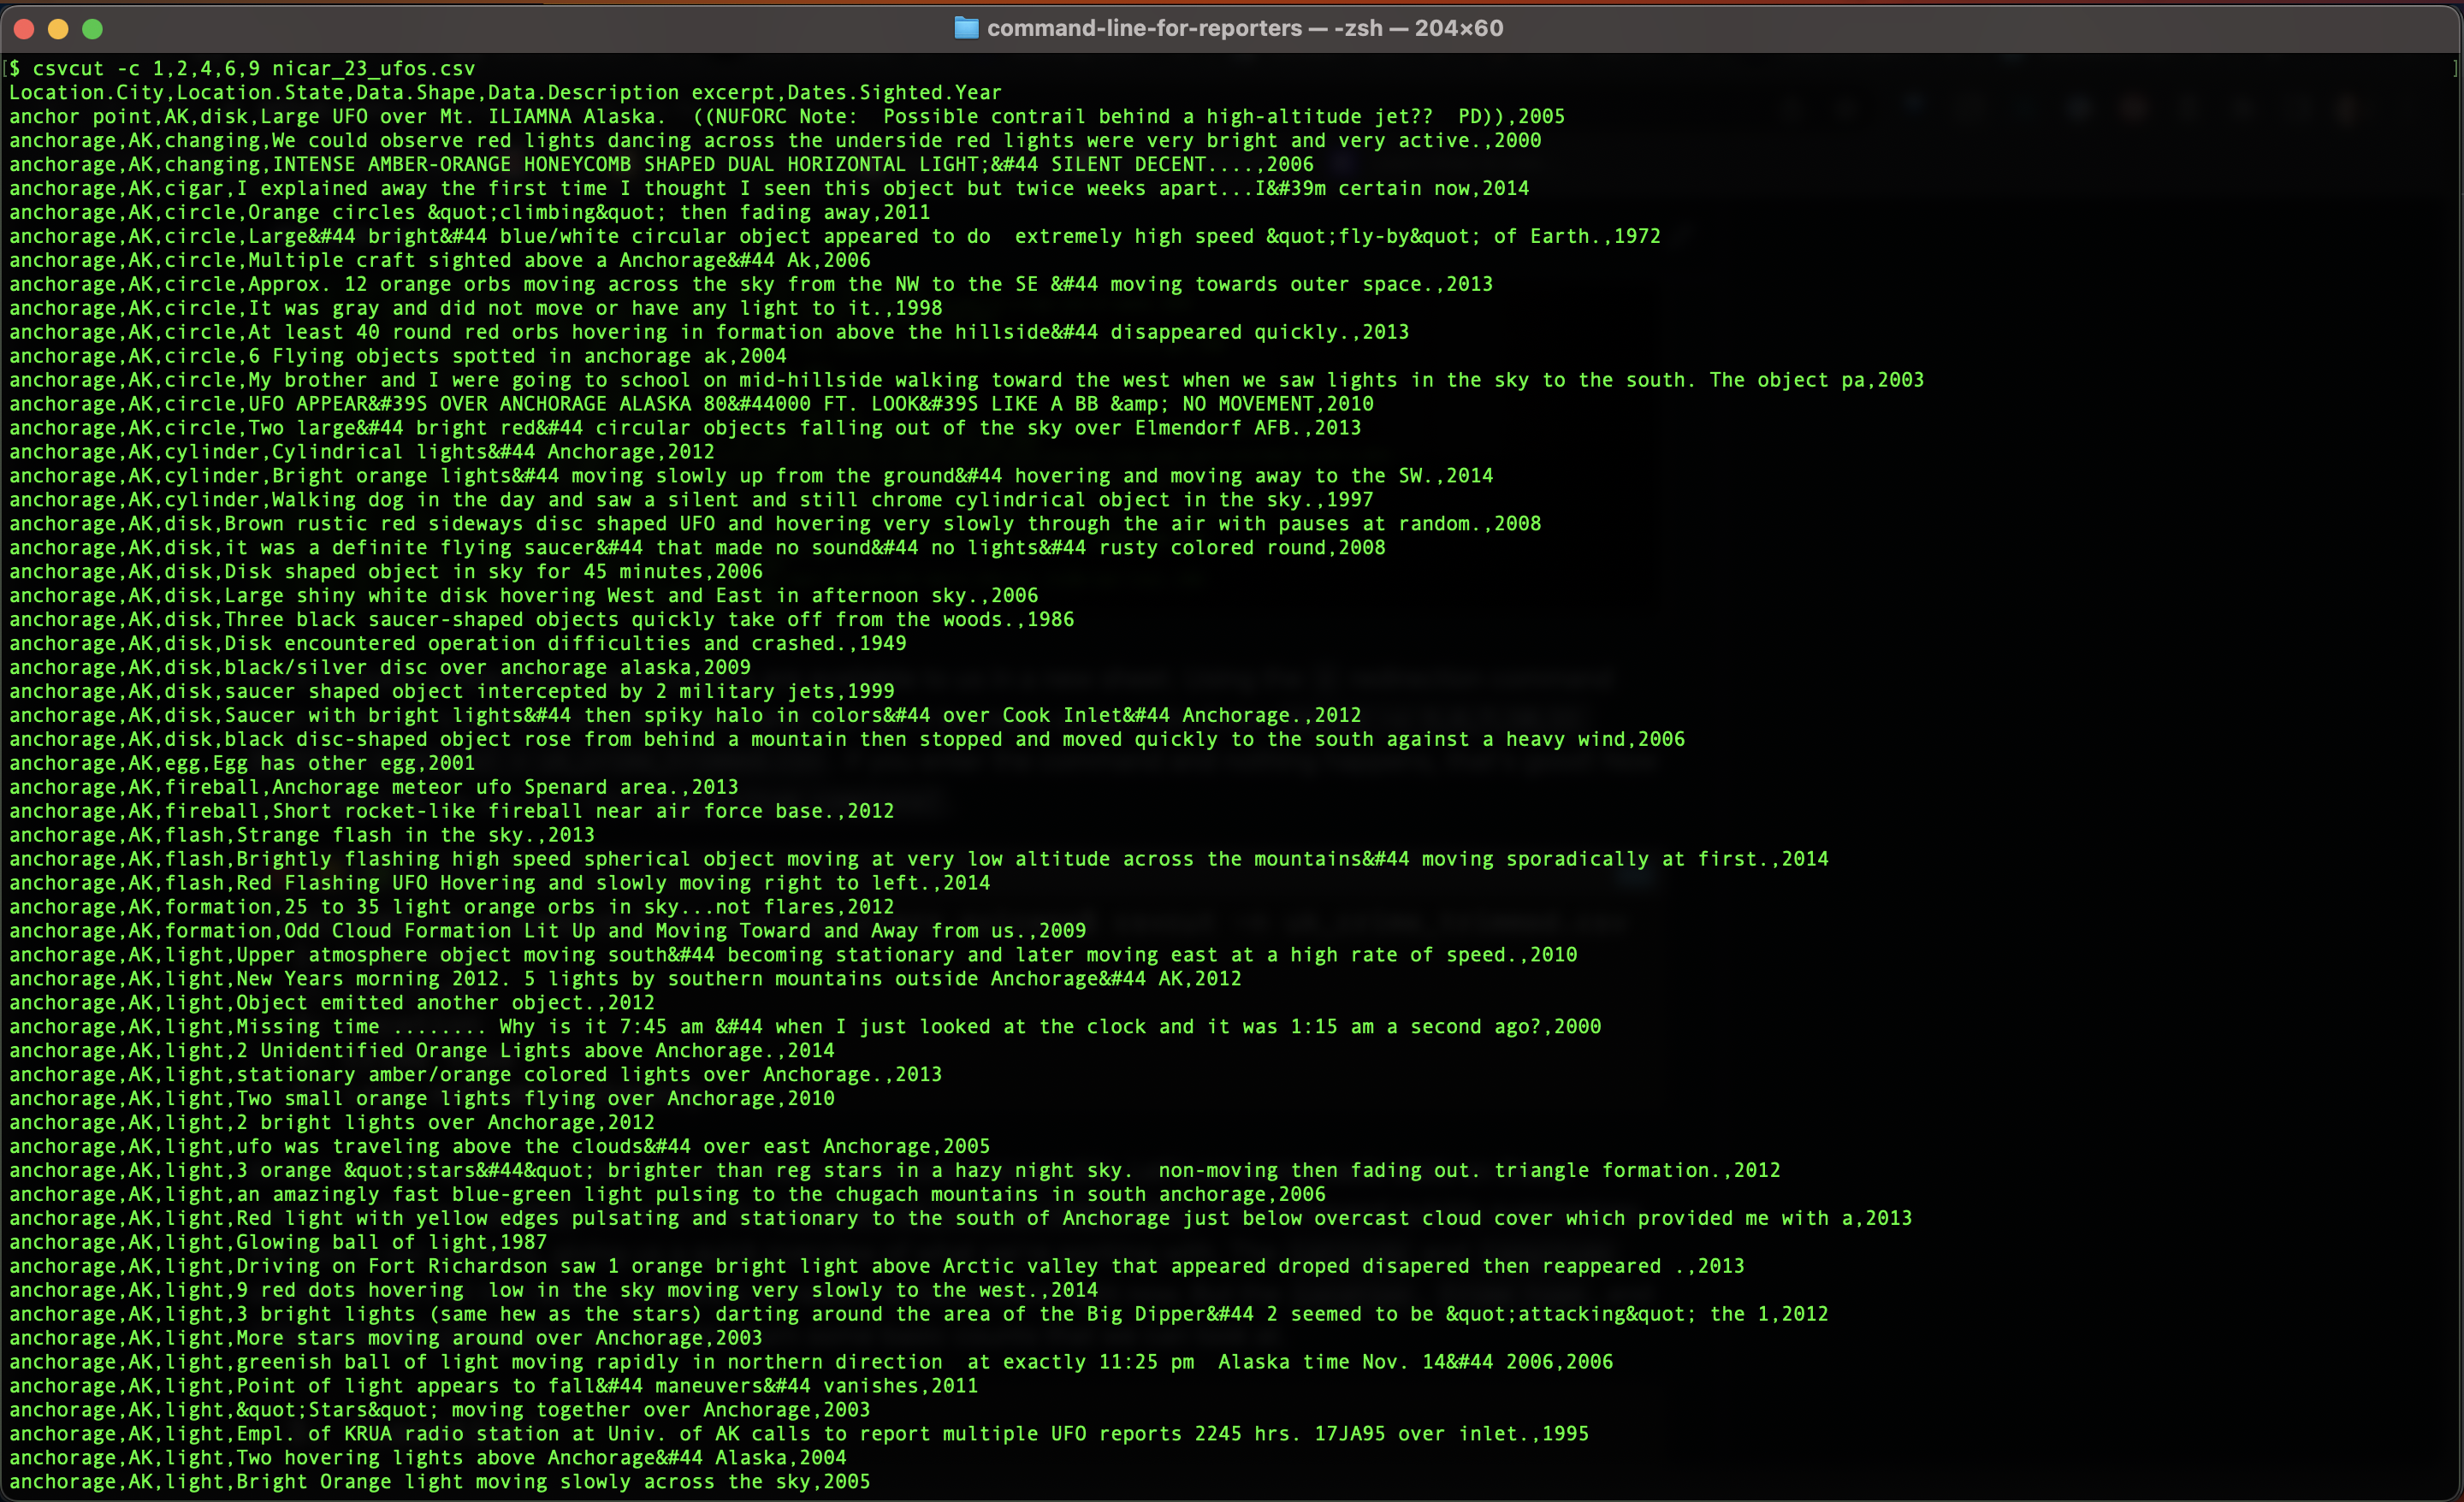 command-line-for-reporters — -zsh — 204×60
[$ csvcut -c 1,2,4,6,9 nicar_23_ufos.csv ]
Location.City,Location.State,Data.Shape,Data.Description excerpt,Dates.Sighted.Year
anchor point,AK,disk,Large UFO over Mt. ILIAMNA Alaska.  ((NUFORC Note:  Possible contrail behind a high-altitude jet??  PD)),2005
anchorage,AK,changing,We could observe red lights dancing across the underside red lights were very bright and very active.,2000
anchorage,AK,changing,INTENSE AMBER-ORANGE HONEYCOMB SHAPED DUAL HORIZONTAL LIGHT;&#44 SILENT DECENT....,2006
anchorage,AK,cigar,I explained away the first time I thought I seen this object but twice weeks apart...I&#39m certain now,2014
anchorage,AK,circle,Orange circles &quot;climbing&quot; then fading away,2011
anchorage,AK,circle,Large&#44 bright&#44 blue/white circular object appeared to do  extremely high speed &quot;fly-by&quot; of Earth.,1972
anchorage,AK,circle,Multiple craft sighted above a Anchorage&#44 Ak,2006
anchorage,AK,circle,Approx. 12 orange orbs moving across the sky from the NW to the SE &#44 moving towards outer space.,2013
anchorage,AK,circle,It was gray and did not move or have any light to it.,1998
anchorage,AK,circle,At least 40 round red orbs hovering in formation above the hillside&#44 disappeared quickly.,2013
anchorage,AK,circle,6 Flying objects spotted in anchorage ak,2004
anchorage,AK,circle,My brother and I were going to school on mid-hillside walking toward the west when we saw lights in the sky to the south. The object pa,2003
anchorage,AK,circle,UFO APPEAR&#39S OVER ANCHORAGE ALASKA 80&#44000 FT. LOOK&#39S LIKE A BB &amp; NO MOVEMENT,2010
anchorage,AK,circle,Two large&#44 bright red&#44 circular objects falling out of the sky over Elmendorf AFB.,2013
anchorage,AK,cylinder,Cylindrical lights&#44 Anchorage,2012
anchorage,AK,cylinder,Bright orange lights&#44 moving slowly up from the ground&#44 hovering and moving away to the SW.,2014
anchorage,AK,cylinder,Walking dog in the day and saw a silent and still chrome cylindrical object in the sky.,1997
anchorage,AK,disk,Brown rustic red sideways disc shaped UFO and hovering very slowly through the air with pauses at random.,2008
anchorage,AK,disk,it was a definite flying saucer&#44 that made no sound&#44 no lights&#44 rusty colored round,2008
anchorage,AK,disk,Disk shaped object in sky for 45 minutes,2006
anchorage,AK,disk,Large shiny white disk hovering West and East in afternoon sky.,2006
anchorage,AK,disk,Three black saucer-shaped objects quickly take off from the woods.,1986
anchorage,AK,disk,Disk encountered operation difficulties and crashed.,1949
anchorage,AK,disk,black/silver disc over anchorage alaska,2009
anchorage,AK,disk,saucer shaped object intercepted by 2 military jets,1999
anchorage,AK,disk,Saucer with bright lights&#44 then spiky halo in colors&#44 over Cook Inlet&#44 Anchorage.,2012
anchorage,AK,disk,black disc-shaped object rose from behind a mountain then stopped and moved quickly to the south against a heavy wind,2006
anchorage,AK,egg,Egg has other egg,2001
anchorage,AK,fireball,Anchorage meteor ufo Spenard area.,2013
anchorage,AK,fireball,Short rocket-like fireball near air force base.,2012
anchorage,AK,flash,Strange flash in the sky.,2013
anchorage,AK,flash,Brightly flashing high speed spherical object moving at very low altitude across the mountains&#44 moving sporadically at first.,2014
anchorage,AK,flash,Red Flashing UFO Hovering and slowly moving right to left.,2014
anchorage,AK,formation,25 to 35 light orange orbs in sky...not flares,2012
anchorage,AK,formation,Odd Cloud Formation Lit Up and Moving Toward and Away from us.,2009
anchorage,AK,light,Upper atmosphere object moving south&#44 becoming stationary and later moving east at a high rate of speed.,2010
anchorage,AK,light,New Years morning 2012. 5 lights by southern mountains outside Anchorage&#44 AK,2012
anchorage,AK,light,Object emitted another object.,2012
anchorage,AK,light,Missing time ........ Why is it 7:45 am &#44 when I just looked at the clock and it was 1:15 am a second ago?,2000
anchorage,AK,light,2 Unidentified Orange Lights above Anchorage.,2014
anchorage,AK,light,stationary amber/orange colored lights over Anchorage.,2013
anchorage,AK,light,Two small orange lights flying over Anchorage,2010
anchorage,AK,light,2 bright lights over Anchorage,2012
anchorage,AK,light,ufo was traveling above the clouds&#44 over east Anchorage,2005
anchorage,AK,light,3 orange &quot;stars&#44&quot; brighter than reg stars in a hazy night sky.  non-moving then fading out. triangle formation.,2012
anchorage,AK,light,an amazingly fast blue-green light pulsing to the chugach mountains in south anchorage,2006
anchorage,AK,light,Red light with yellow edges pulsating and stationary to the south of Anchorage just below overcast cloud cover which provided me with a,2013
anchorage,AK,light,Glowing ball of light,1987
anchorage,AK,light,Driving on Fort Richardson saw 1 orange bright light above Arctic valley that appeared droped disapered then reappeared .,2013
anchorage,AK,light,9 red dots hovering  low in the sky moving very slowly to the west.,2014
anchorage,AK,light,3 bright lights (same hew as the stars) darting around the area of the Big Dipper&#44 2 seemed to be &quot;attacking&quot; the 1,2012
anchorage,AK,light,More stars moving around over Anchorage,2003
anchorage,AK,light,greenish ball of light moving rapidly in northern direction  at exactly 11:25 pm  Alaska time Nov. 14&#44 2006,2006
anchorage,AK,light,Point of light appears to fall&#44 maneuvers&#44 vanishes,2011
anchorage,AK,light,&quot;Stars&quot; moving together over Anchorage,2003
anchorage,AK,light,Empl. of KRUA radio station at Univ. of AK calls to report multiple UFO reports 2245 hrs. 17JA95 over inlet.,1995
anchorage,AK,light,Two hovering lights above Anchorage&#44 Alaska,2004
anchorage,AK,light,Bright Orange light moving slowly across the sky,2005